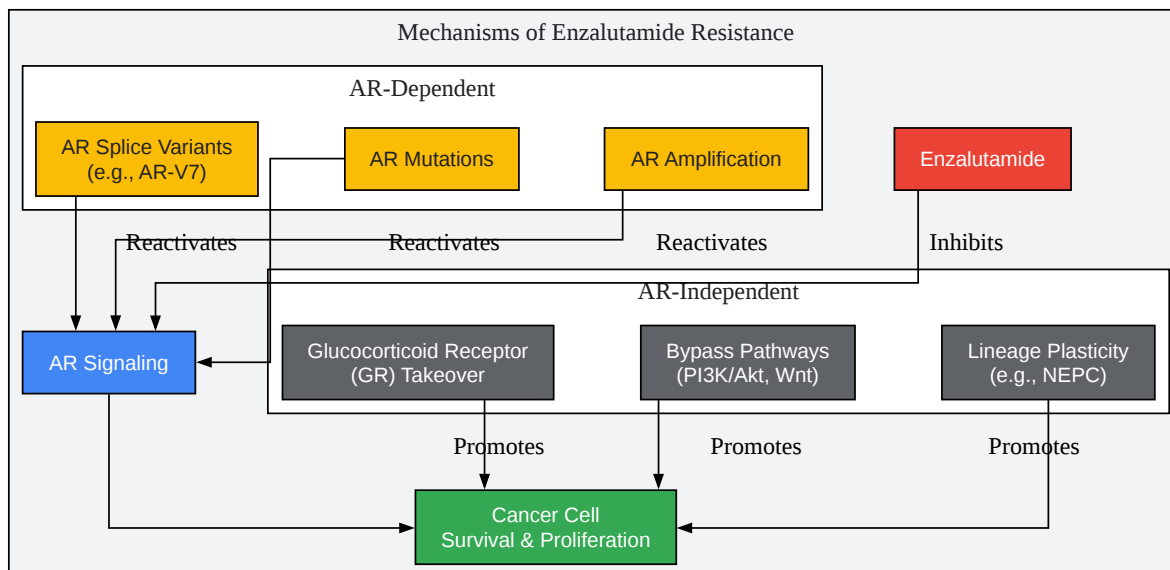 Mechanisms of Enzalutamide Resistance
AR-Dependent
AR Splice Variants
(e.g., AR-V7)
AR Mutations
AR Amplification
Enzalutamide
Reactivates
Reactivates
Reactivates
Inhibits
AR-Independent
AR Signaling
Glucocorticoid Receptor
(GR) Takeover
Bypass Pathways
(PI3K/Akt, Wnt)
Lineage Plasticity
(e.g., NEPC)
Promotes
Promotes
Promotes
Cancer Cell
Survival & Proliferation